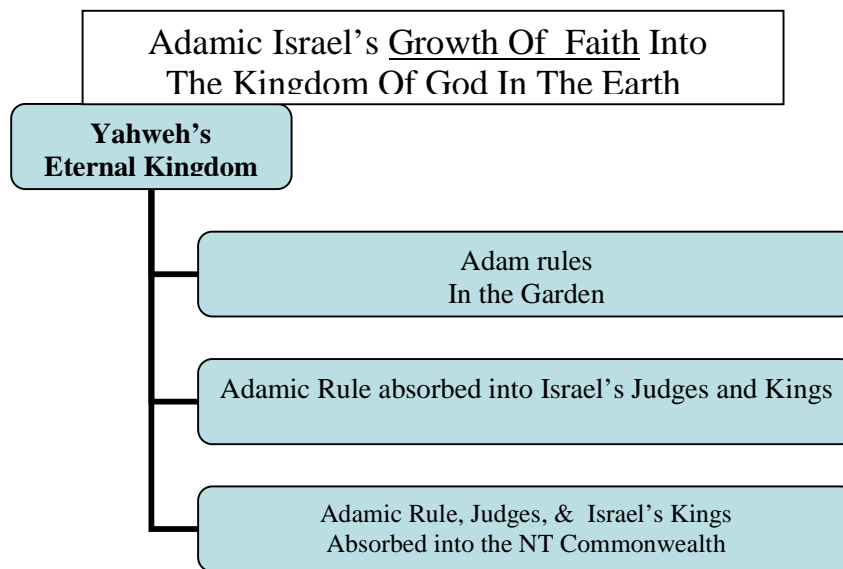 Adamic Israel’s Growth Of Faith Into
The Kingdom Of God In The Earth
Yahweh’s
Eternal Kingdom
Adam rules
In the Garden
Adamic Rule absorbed into Israel’s Judges and Kings
Adamic Rule, Judges, & Israel’s Kings
Absorbed into the NT Commonwealth